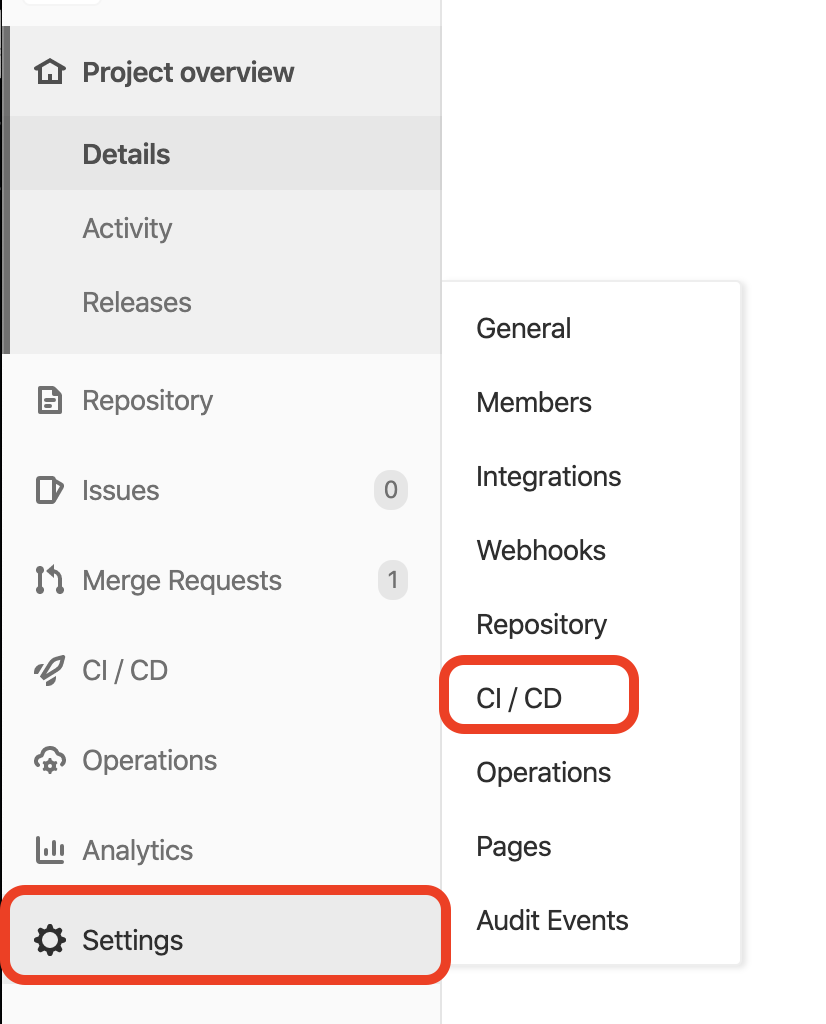 Project overview
Details
Activity
Releases
Repository
Issues 0
Merge Requests 1
CI / CD
Operations
Analytics
Settings
General
Members
Integrations
Webhooks
Repository
CI / CD
Operations
Pages
Audit Events